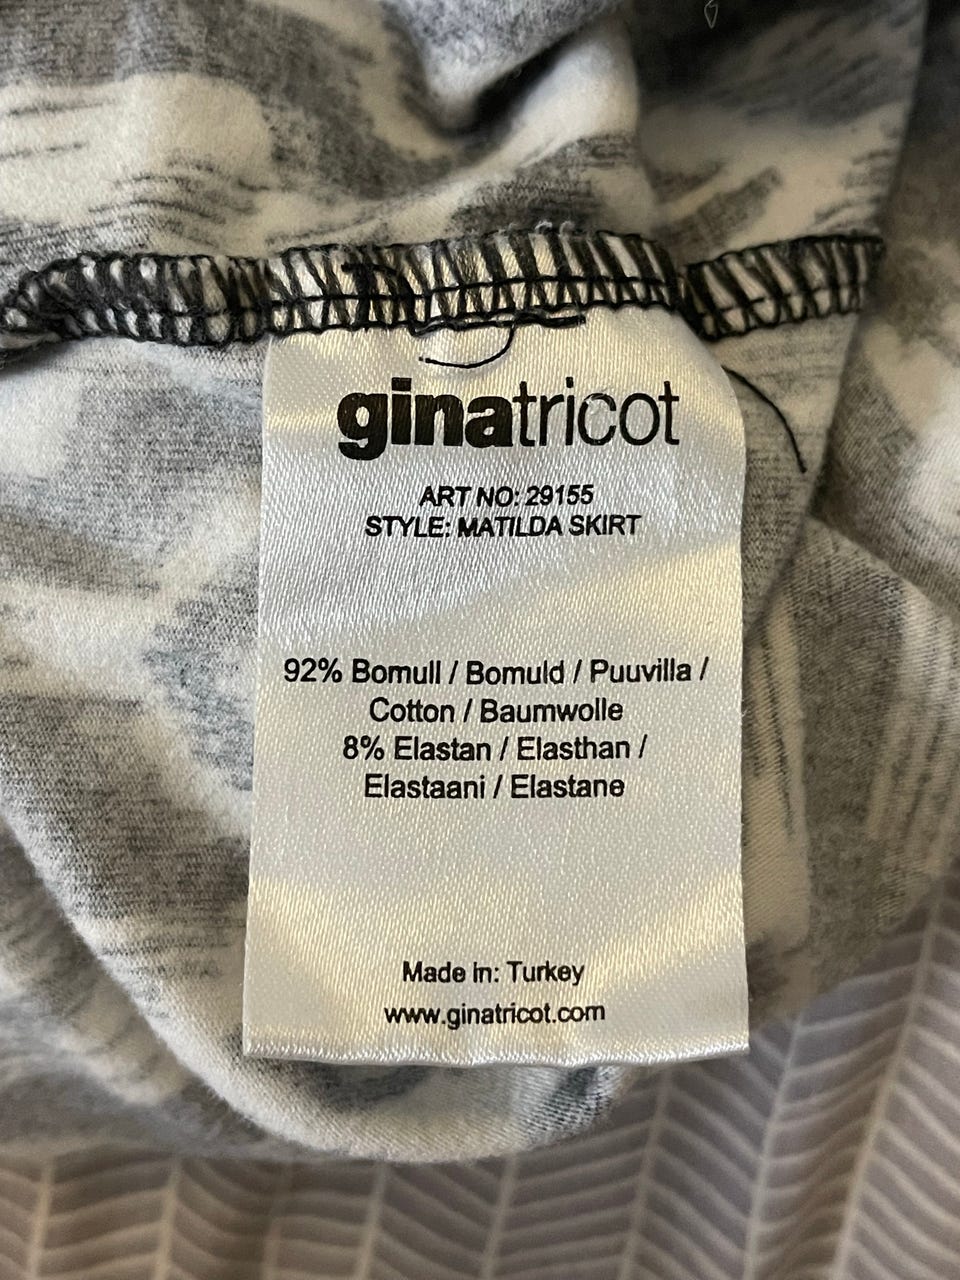 ginatricot
ART NO: 29155
STYLE: MATILDA SKIRT
92% Bomull / Bomuld / Puuvilla /
Cotton / Baumwolle
8% Elastan / Elasthan /
Elastaani / Elastane
Made in: Turkey
www.ginatricot.com